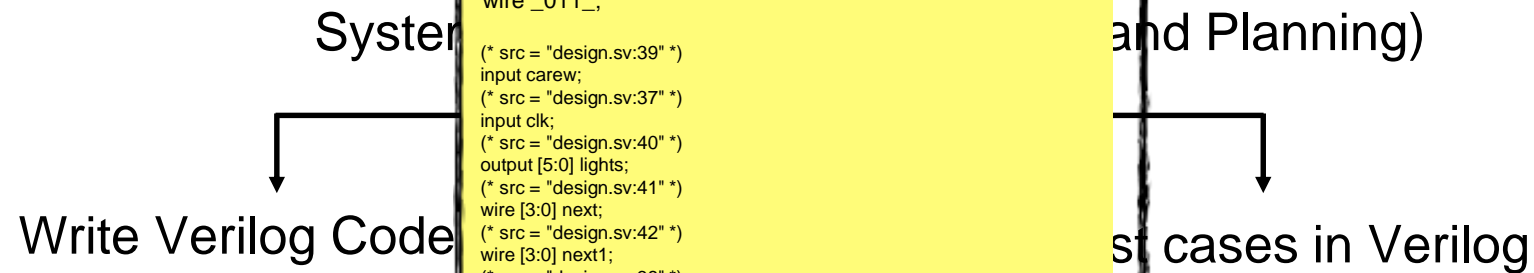 wire _011_;
Syster and Planning)
(* src = "design.sv:39" *)
input carew;
(* src = "design.sv:37" *)
input clk;
(* src = "design.sv:40" *)
output [5:0] lights;
(* src = "design.sv:41" *)
wire [3:0] next;
(* src = "design.sv:42" *)
wire [3:0] next1;
Write Verilog Code st cases in Verilog